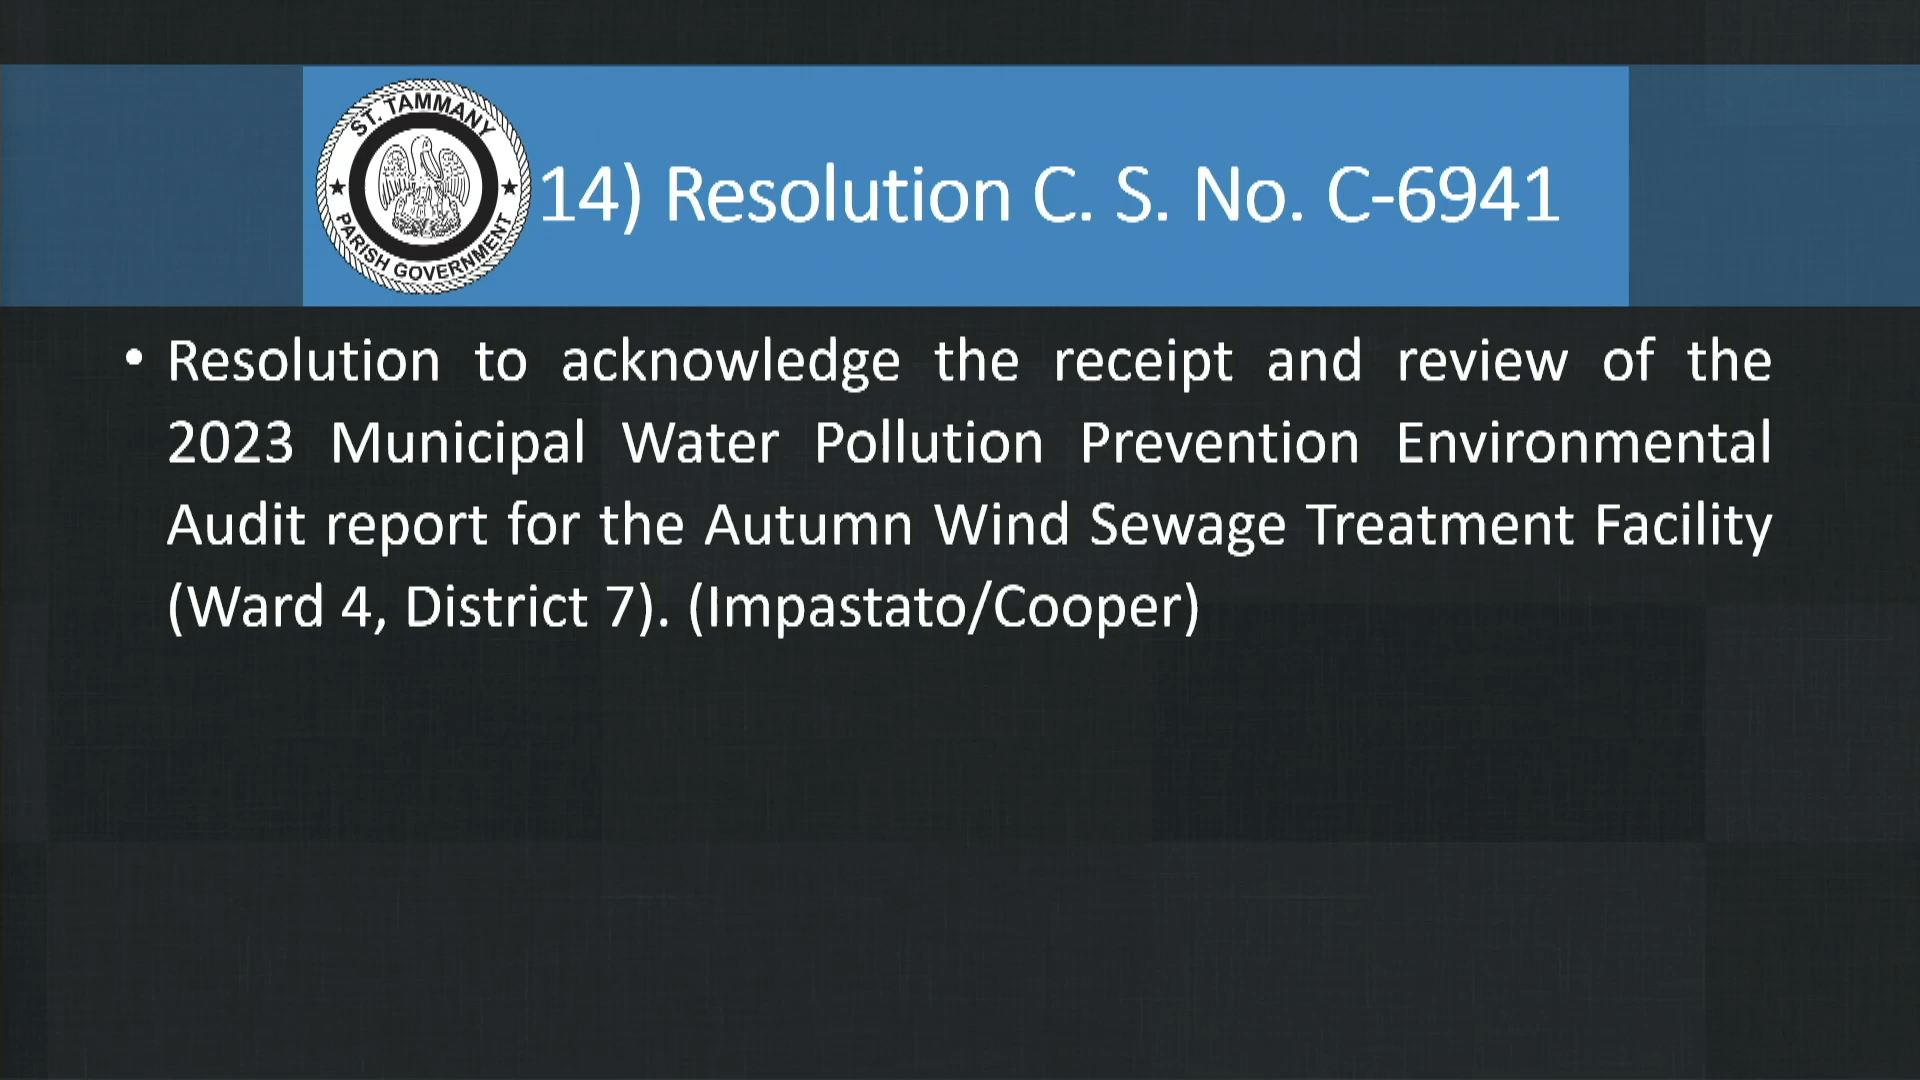 ST. TAMMANY
PARISH GOVERNMENT
14) Resolution C. S. No. C-6941
• Resolution to acknowledge the receipt and review of the
2023 Municipal Water Pollution Prevention Environmental
Audit report for the Autumn Wind Sewage Treatment Facility
(Ward 4, District 7). (Impastato/Cooper)